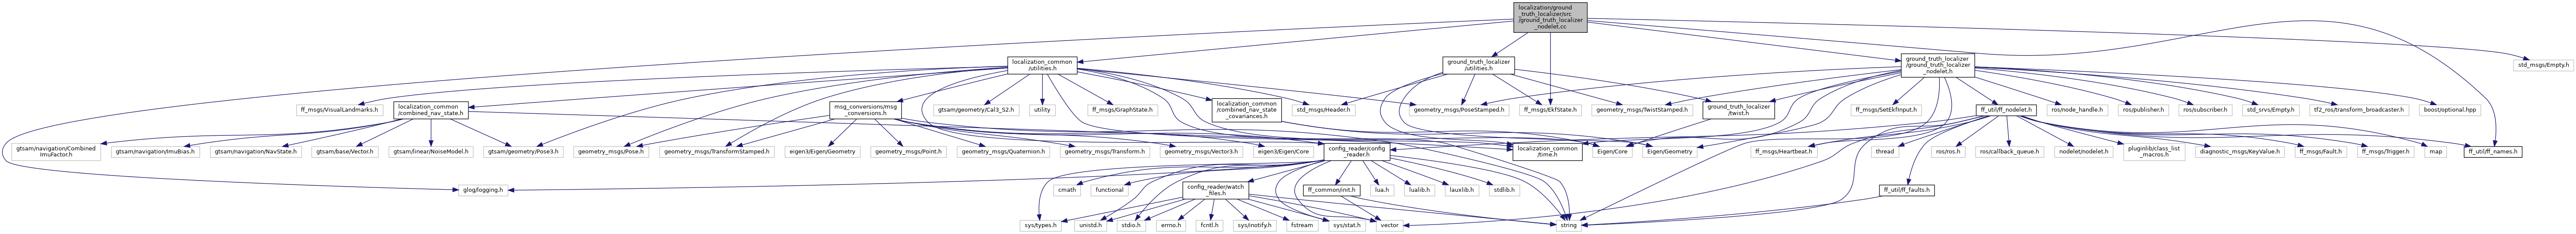 localization/ground
_truth_localizer/src
/ground_truth_localizer
_nodelet.cc
localization_common
/utilities.h
ground_truth_localizer
/utilities.h
ground_truth_localizer
/ground_truth_localizer
_nodelet.h
std_msgs/Empty.h
ff_msgs/VisualLandmarks.h
localization_common
/combined_nav_state.h
msg_conversions/msg
_conversions.h
gtsam/geometry/Cal3_S2.h
utility
ff_msgs/GraphState.h
localization_common
/combined_nav_state
_covariances.h
std_msgs/Header.h
geometry_msgs/PoseStamped.h
ff_msgs/EkfState.h
geometry_msgs/TwistStamped.h
ground_truth_localizer
/twist.h
ff_msgs/SetEkfInput.h
ff_util/ff_nodelet.h
ros/node_handle.h
ros/publisher.h
ros/subscriber.h
std_srvs/Empty.h
tf2_ros/transform_broadcaster.h
boost/optional.hpp
gtsam/navigation/Combined
ImuFactor.h
gtsam/navigation/ImuBias.h
gtsam/navigation/NavState.h
gtsam/base/Vector.h
gtsam/linear/NoiseModel.h
gtsam/geometry/Pose3.h
geometry_msgs/Pose.h
geometry_msgs/TransformStamped.h
eigen3/Eigen/Geometry
geometry_msgs/Point.h
geometry_msgs/Quaternion.h
geometry_msgs/Transform.h
geometry_msgs/Vector3.h
eigen3/Eigen/Core
config_reader/config
_reader.h
localization_common
/time.h
Eigen/Core
Eigen/Geometry
ff_msgs/Heartbeat.h
thread
ros/ros.h
ros/callback_queue.h
nodelet/nodelet.h
pluginlib/class_list
_macros.h
diagnostic_msgs/KeyValue.h
ff_msgs/Fault.h
ff_msgs/Trigger.h
map
ff_util/ff_names.h
glog/logging.h
cmath
functional
config_reader/watch
_files.h
ff_common/init.h
lua.h
lualib.h
lauxlib.h
stdlib.h
ff_util/ff_faults.h
sys/types.h
unistd.h
stdio.h
errno.h
fcntl.h
sys/inotify.h
fstream
sys/stat.h
vector
string